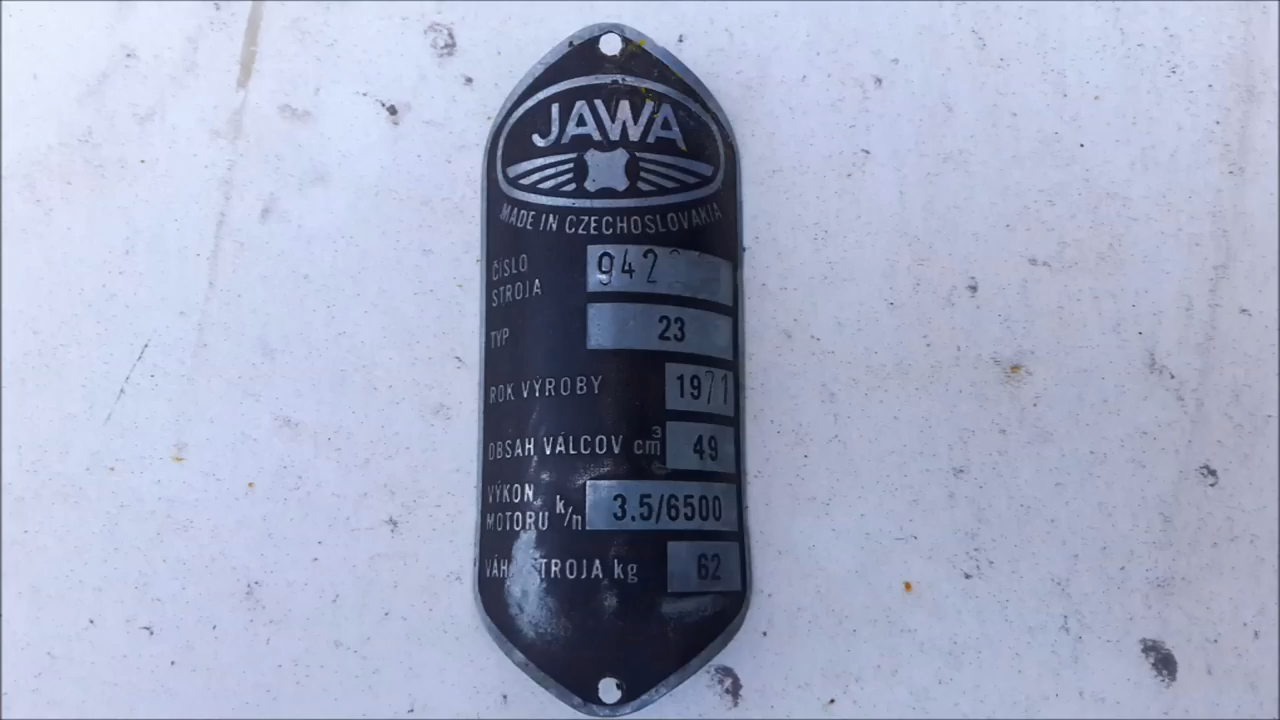 JAWA
MADE IN CZECHOSLOVAKIA
ČÍSLO
STROJA 942
TYP 23
ROK VÝROBY 1971
OBSAH VÁLCOV cm³ 49
VÝKON
MOTORU k/n 3.5/6500
kg 62